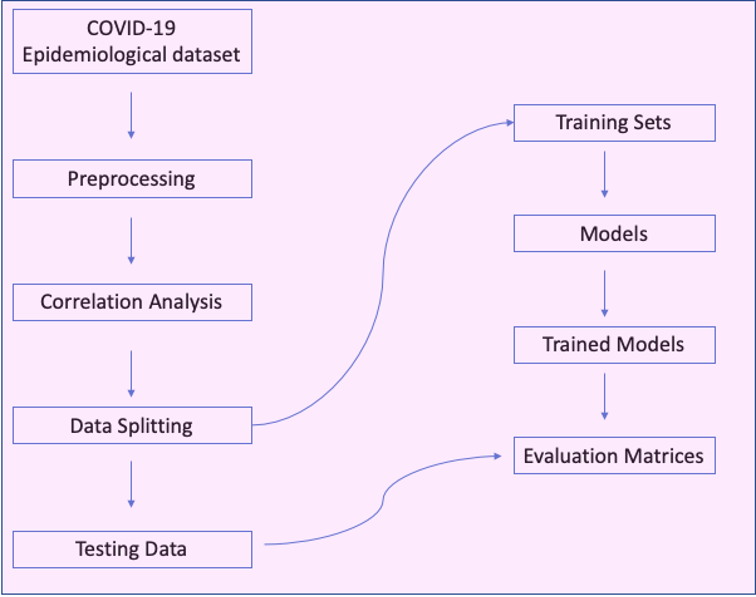 COVID-19
Epidemiological dataset
Preprocessing
Correlation Analysis
Data Splitting
Testing Data
Training Sets
Models
Trained Models
Evaluation Matrices